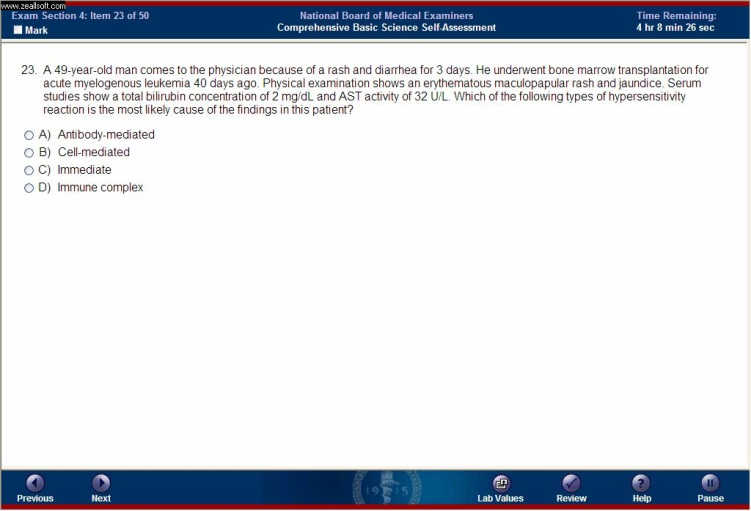 www.zeallsoft.com
Exam Section 4: Item 23 of 50
National Board of Medical Examiners
Time Remaining:
Mark
Comprehensive Basic Science Self-Assessment
4 hr 8 min 26 sec
23. A 49-year-old man comes to the physician because of a rash and diarrhea for 3 days. He underwent bone marrow transplantation for
acute myelogenous leukemia 40 days ago. Physical examination shows an erythematous maculopapular rash and jaundice. Serum
studies show a total bilirubin concentration of 2 mg/dL and AST activity of 32 U/L. Which of the following types of hypersensitivity
reaction is the most likely cause of the findings in this patient?
A) Antibody-mediated
B) Cell-mediated
C) Immediate
D) Immune complex
1915
Previous
Next
Lab Values
Review
Help
Pause